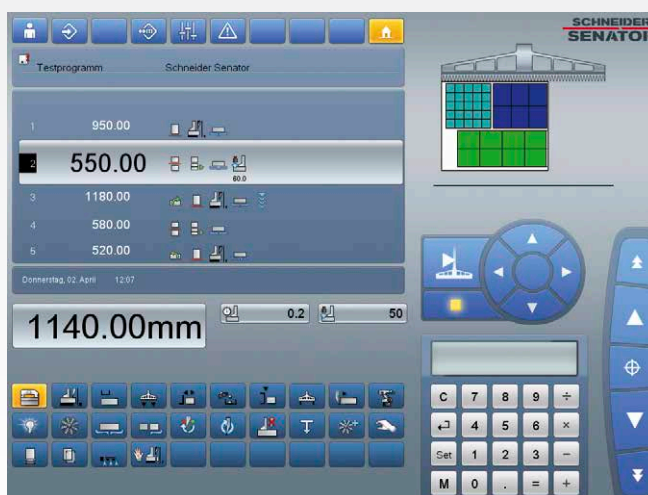 SCHNEIDER
SENATOR
Testprogramm Schneider Senator
1 950.00
2 550.00
60.0
3 1180.00
4 580.00
5 520.00
Donnerstag, 02. April 12:07
1140.00mm 0.2 50
C 7 8 9 ÷
4 5 6 ×
Set 1 2 3 −
M 0 . = +